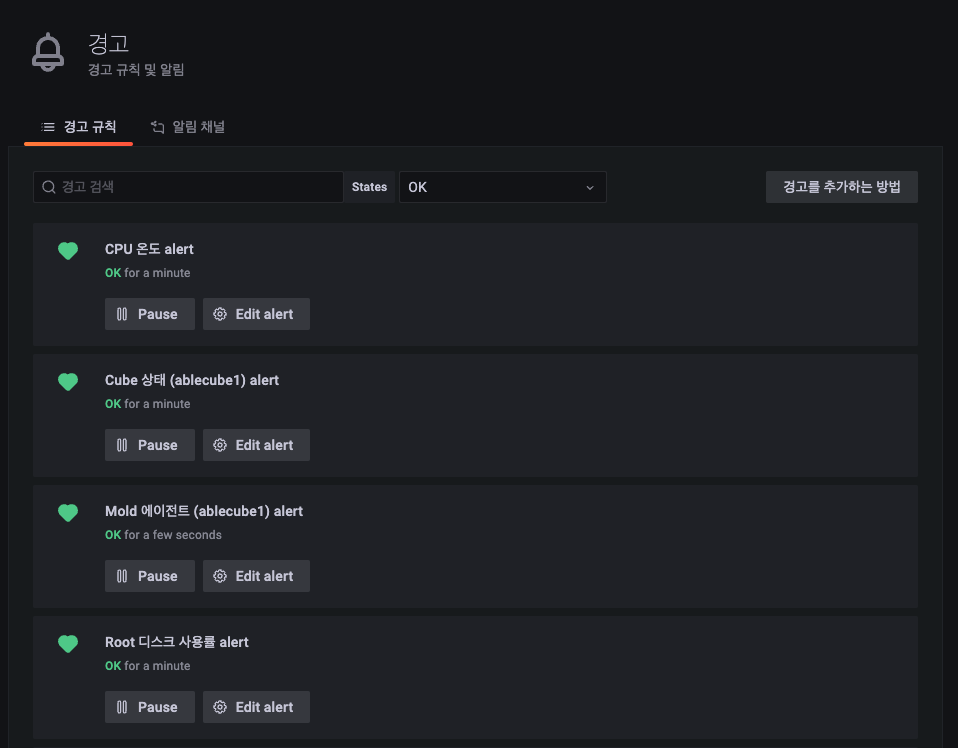 경고
경고 규칙 및 알림
경고 규칙 알림 채널
경고 검색 States OK 경고를 추가하는 방법
CPU 온도 alert
OK for a minute
Pause Edit alert
Cube 상태 (ablecube1) alert
OK for a minute
Pause Edit alert
Mold 에이전트 (ablecube1) alert
OK for a few seconds
Pause Edit alert
Root 디스크 사용률 alert
OK for a minute
Pause Edit alert